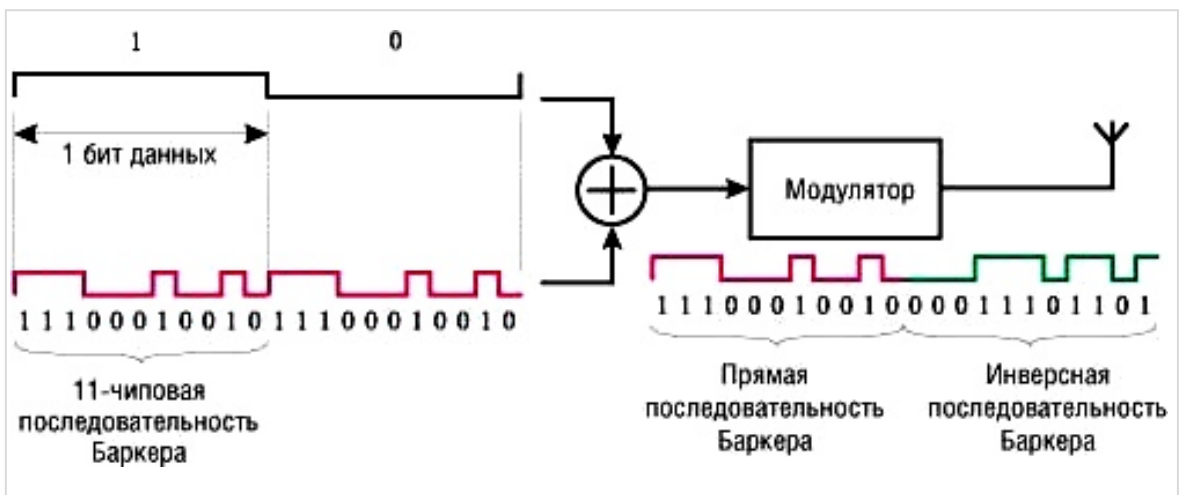 1 0
1 бит данных
Модулятор
1 1 1 0 0 0 1 0 0 1 0 1 1 1 0 0 0 1 0 0 1 0
11-чиповая
последовательность
Баркера
1 1 1 0 0 0 1 0 0 1 0 0 0 0 1 1 1 0 1 1 0 1
Прямая
последовательность
Баркера
Инверсная
последовательность
Баркера